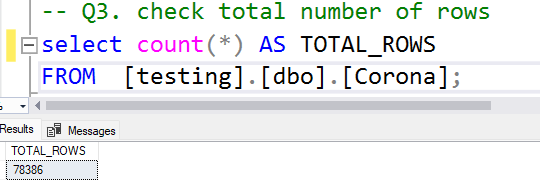 -- Q3. check total number of rows
select count(*) AS TOTAL_ROWS
FROM  [testing].[dbo].[Corona];
Results Messages
TOTAL_ROWS
78386